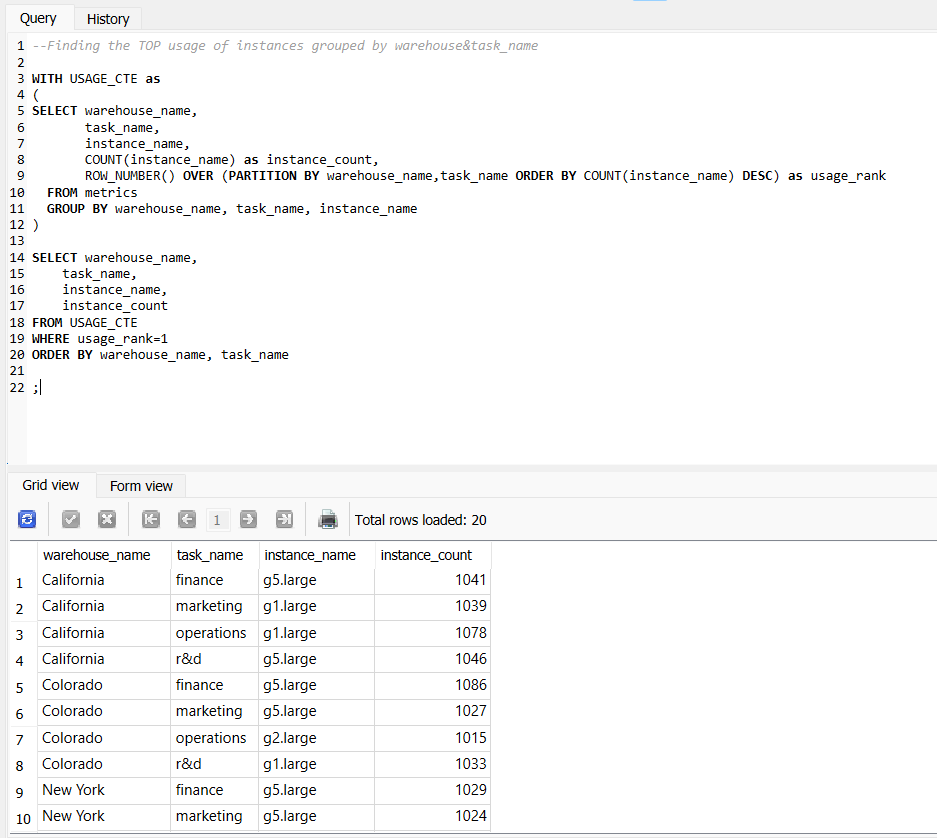 Query History
1 --Finding the TOP usage of instances grouped by warehouse&task_name
2
3 WITH USAGE_CTE as
4 (
5 SELECT warehouse_name,
6 task_name,
7 instance_name,
8 COUNT(instance_name) as instance_count,
9 ROW_NUMBER() OVER (PARTITION BY warehouse_name,task_name ORDER BY COUNT(instance_name) DESC) as usage_rank
10 FROM metrics
11 GROUP BY warehouse_name, task_name, instance_name
12 )
13
14 SELECT warehouse_name,
15 task_name,
16 instance_name,
17 instance_count
18 FROM USAGE_CTE
19 WHERE usage_rank=1
20 ORDER BY warehouse_name, task_name
21
22 ;
Grid view Form view
1 Total rows loaded: 20
warehouse_name task_name instance_name instance_count
1 California finance g5.large 1041
2 California marketing g1.large 1039
3 California operations g1.large 1078
4 California r&d g5.large 1046
5 Colorado finance g5.large 1086
6 Colorado marketing g5.large 1027
7 Colorado operations g2.large 1015
8 Colorado r&d g1.large 1033
9 New York finance g5.large 1029
10 New York marketing g5.large 1024